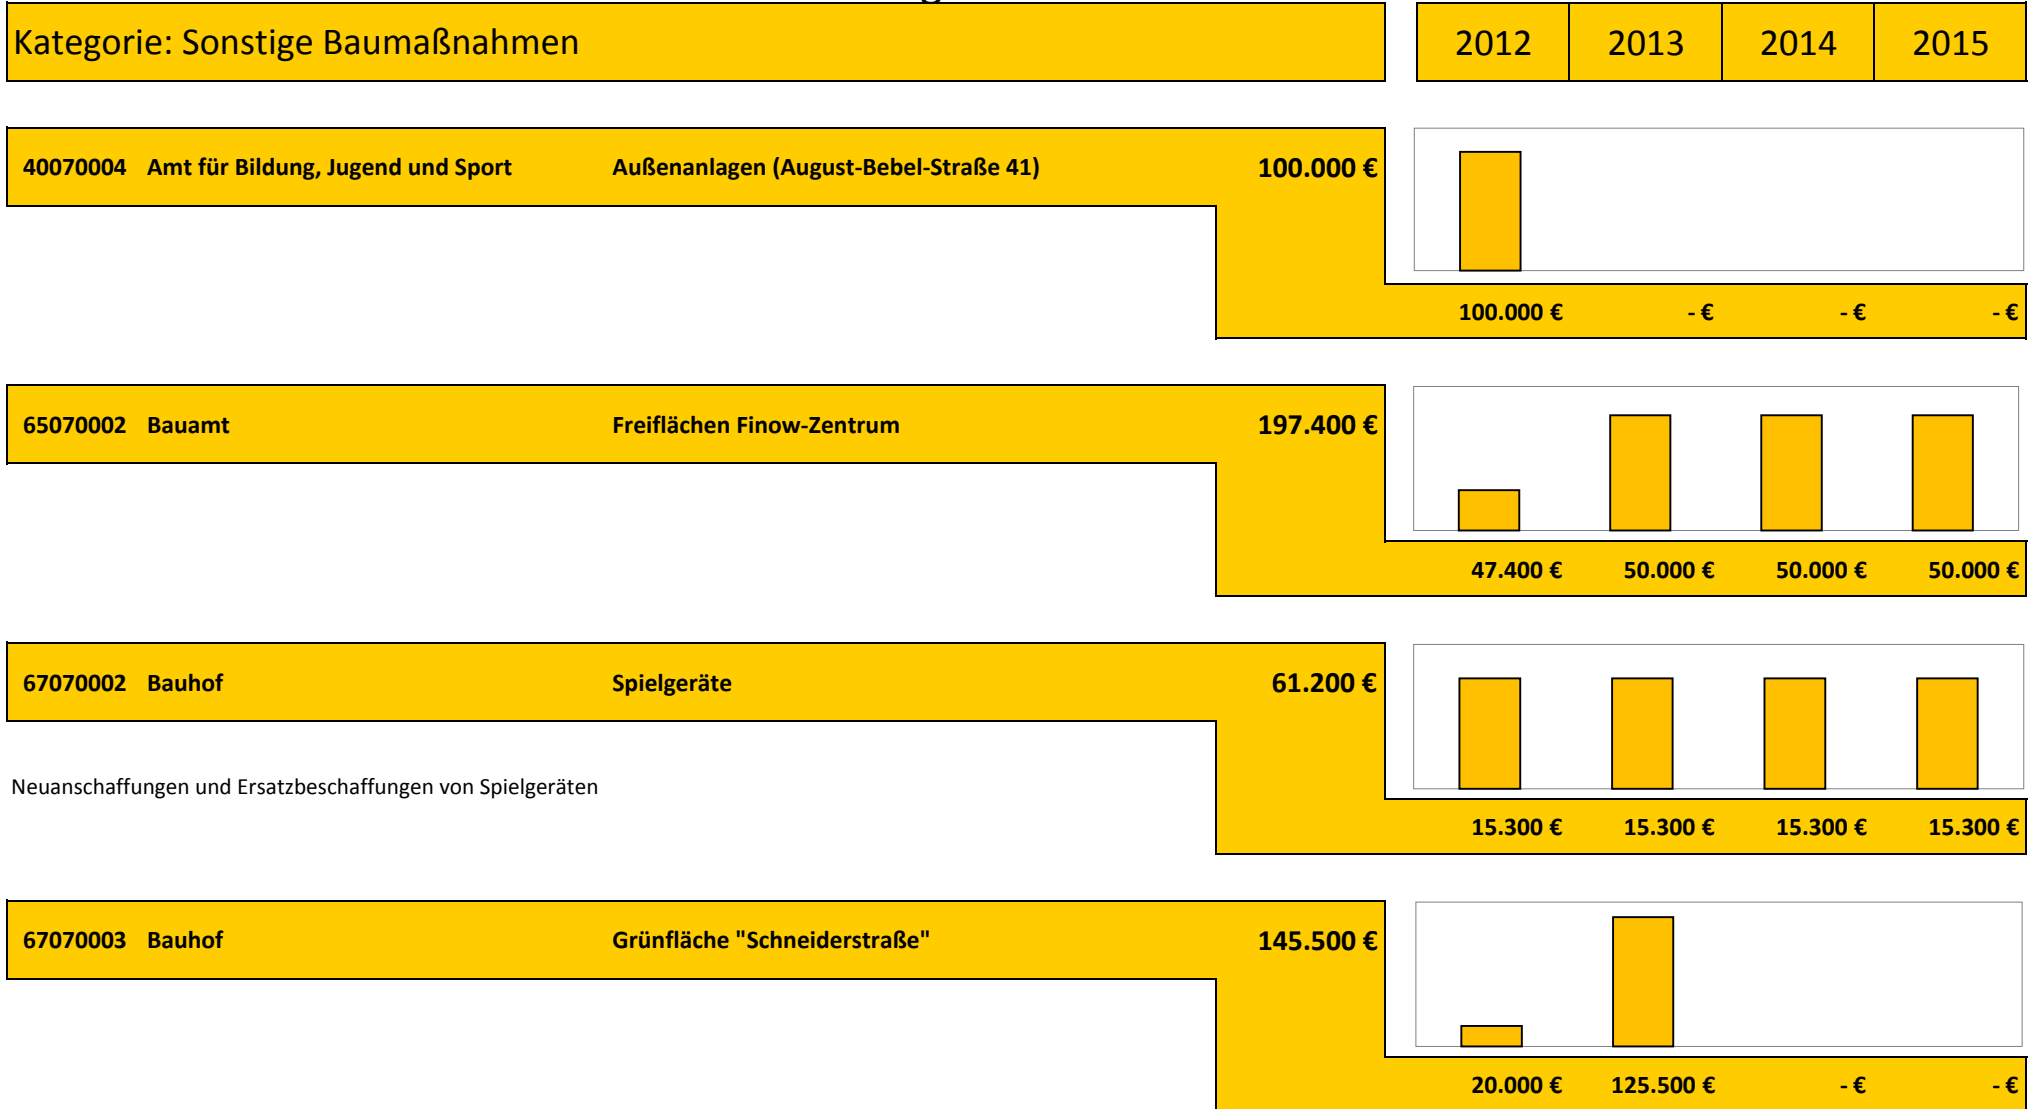 Kategorie: Sonstige Baumaßnahmen 2012 2013 2014 2015
40070004 Amt für Bildung, Jugend und Sport Außenanlagen (August-Bebel-Straße 41) 100.000 €
100.000 € - € - € - €
65070002 Bauamt Freiflächen Finow-Zentrum 197.400 €
47.400 € 50.000 € 50.000 € 50.000 €
67070002 Bauhof Spielgeräte 61.200 €
Neuanschaffungen und Ersatzbeschaffungen von Spielgeräten
15.300 € 15.300 € 15.300 € 15.300 €
67070003 Bauhof Grünfläche "Schneiderstraße" 145.500 €
20.000 € 125.500 € - € - €